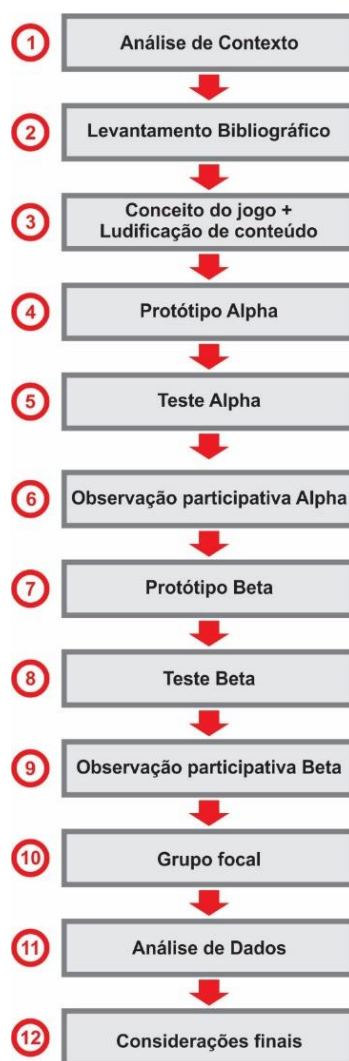 1 Análise de Contexto
2 Levantamento Bibliográfico
3 Conceito do jogo +
Ludificação de conteúdo
4 Protótipo Alpha
5 Teste Alpha
6 Observação participativa Alpha
7 Protótipo Beta
8 Teste Beta
9 Observação participativa Beta
10 Grupo focal
11 Análise de Dados
12 Considerações finais